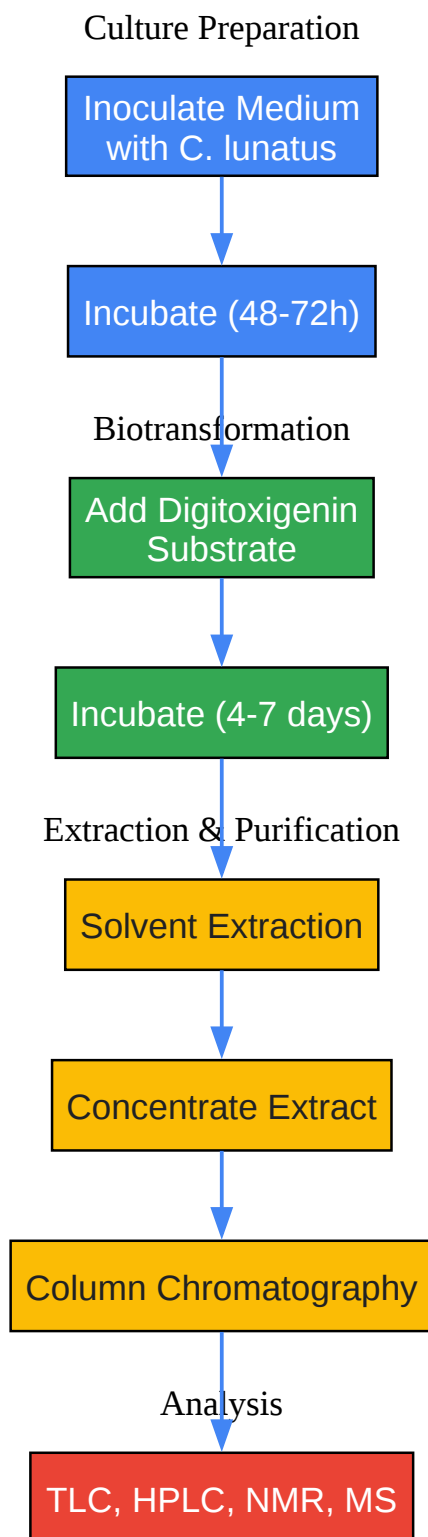 Culture Preparation
Inoculate Medium
with C. lunatus
Incubate (48-72h)
Biotransformation
Add Digitoxigenin
Substrate
Incubate (4-7 days)
Extraction & Purification
Solvent Extraction
Concentrate Extract
Column Chromatography
Analysis
TLC, HPLC, NMR, MS